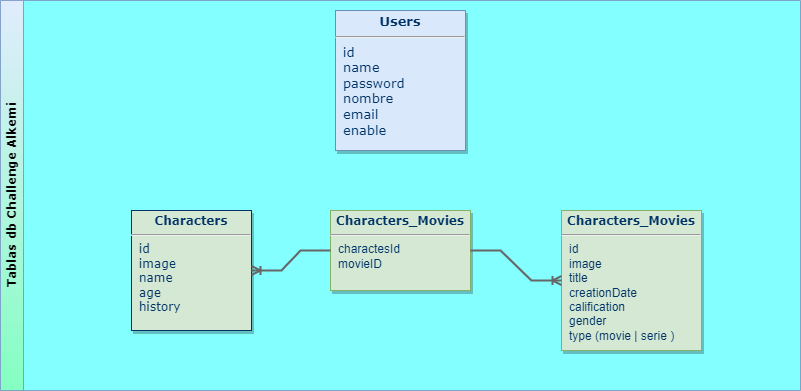 Tablas db Challenge Alkemi
Users
id
name
password
nombre
email
enable
Characters
id
image
name
age
history
Characters_Movies
charactesId
movieID
Characters_Movies
id
image
title
creationDate
calification
gender
type (movie | serie )